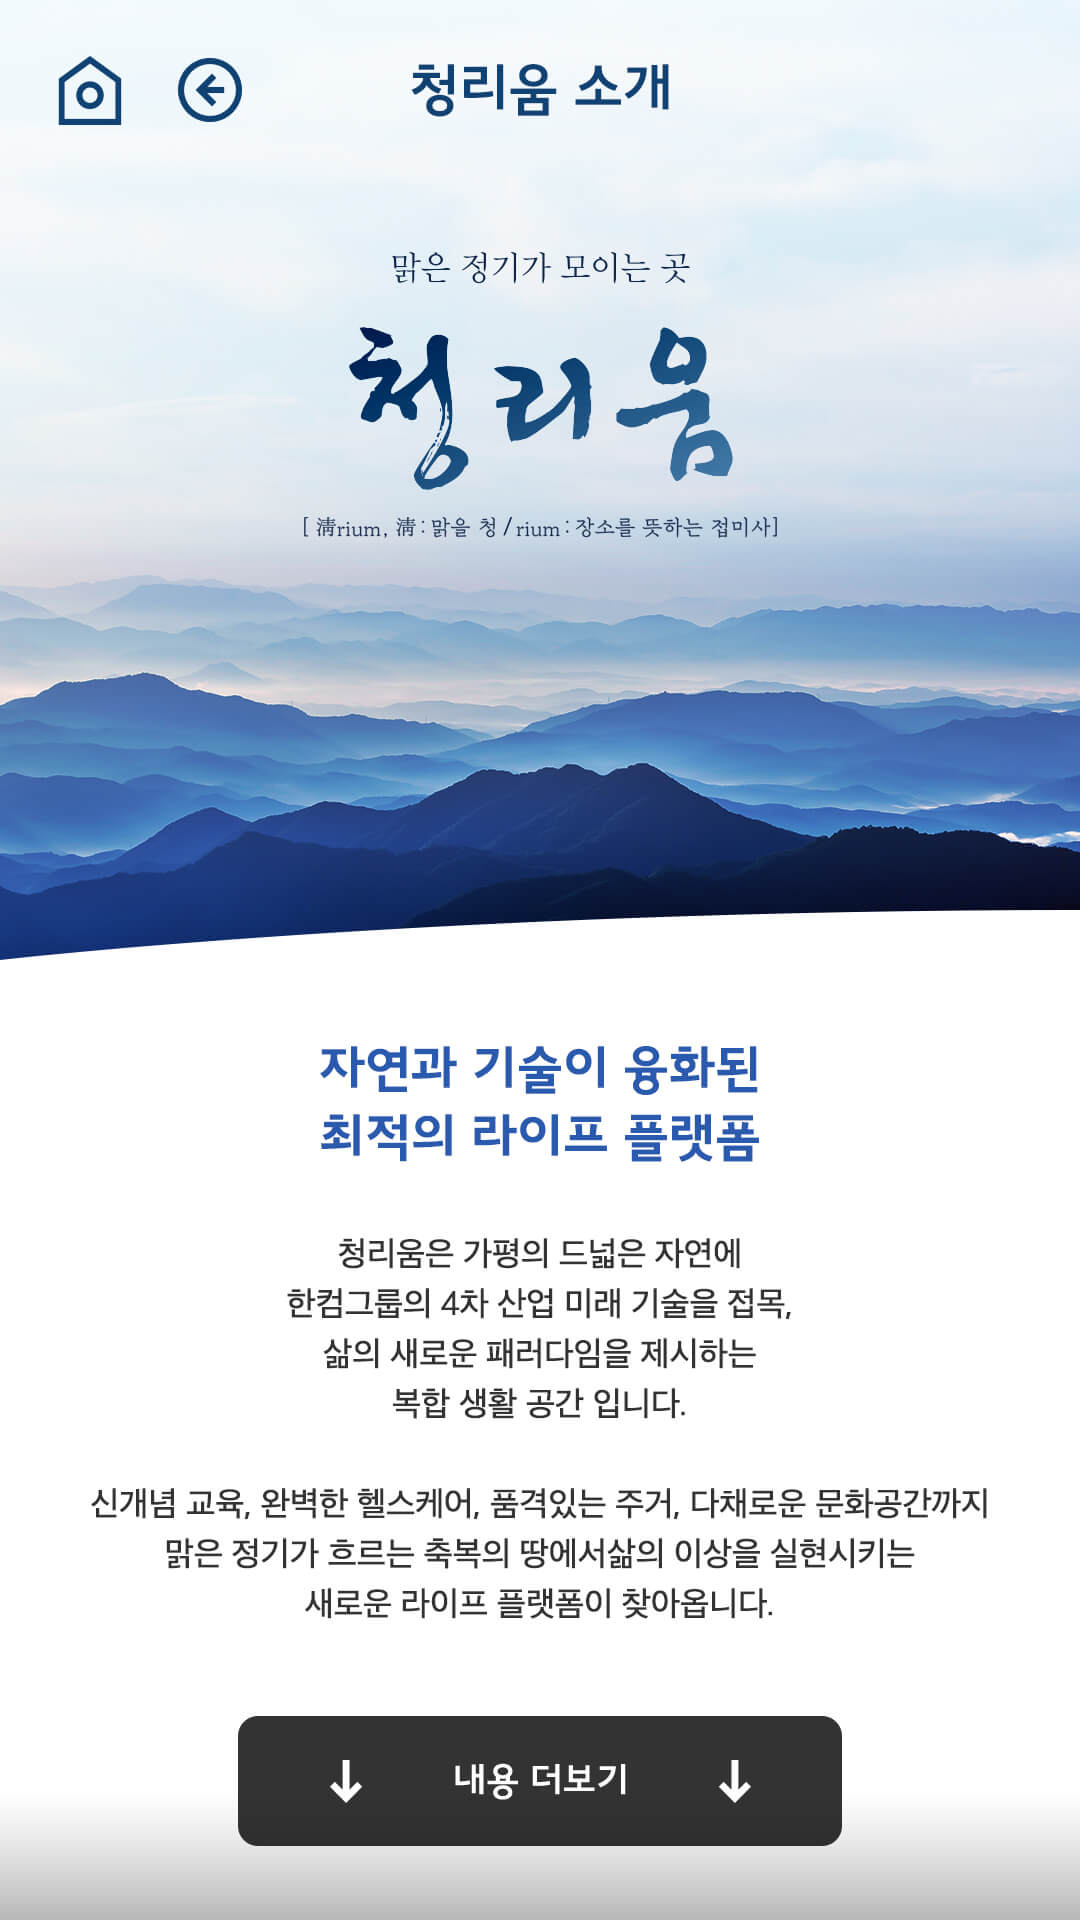 청리움 소개
맑은 정기가 모이는 곳
청리움
[ 淸rium, 淸 : 맑을 청 / rium : 장소를 뜻하는 접미사]
자연과 기술이 융화된
최적의 라이프 플랫폼
청리움은 가평의 드넓은 자연에
한컴그룹의 4차 산업 미래 기술을 접목,
삶의 새로운 패러다임을 제시하는
복합 생활 공간 입니다.
신개념 교육, 완벽한 헬스케어, 품격있는 주거, 다채로운 문화공간까지
맑은 정기가 흐르는 축복의 땅에서삶의 이상을 실현시키는
새로운 라이프 플랫폼이 찾아옵니다.
내용 더보기